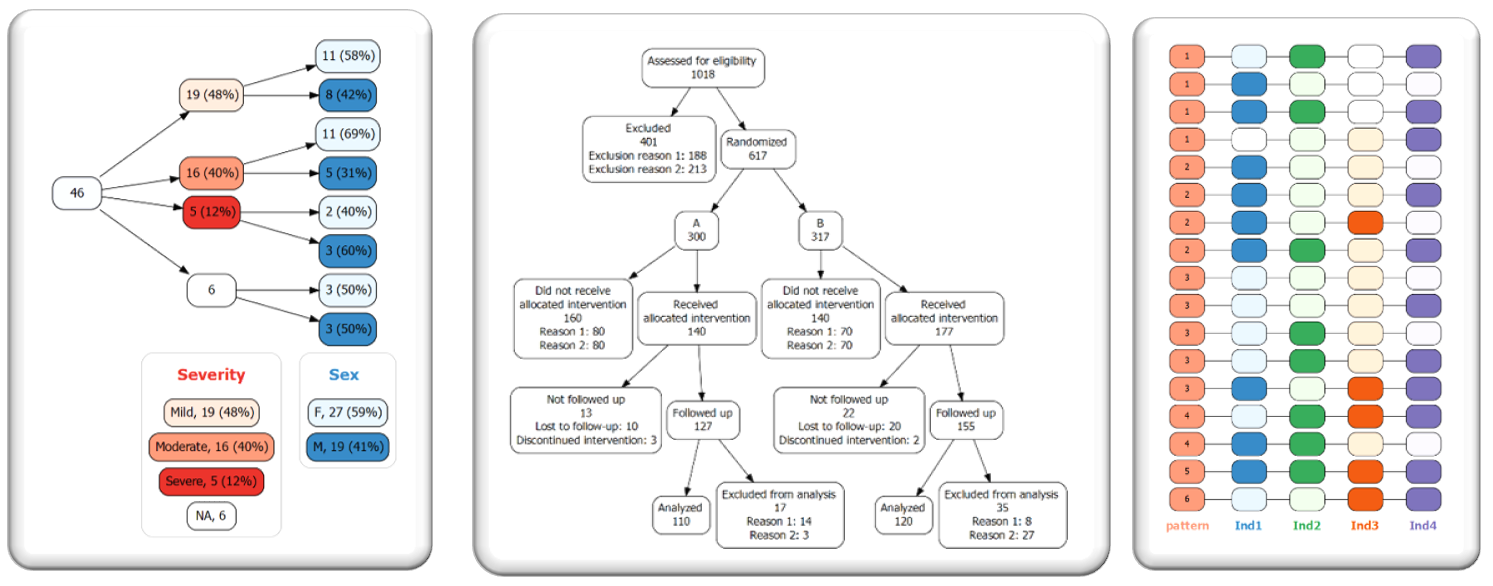 46
19 (48%)
16 (40%)
5 (12%)
6
11 (58%)
8 (42%)
11 (69%)
5 (31%)
2 (40%)
3 (60%)
3 (50%)
3 (50%)
Severity
Mild, 19 (48%)
Moderate, 16 (40%)
Severe, 5 (12%)
NA, 6
Sex
F, 27 (59%)
M, 19 (41%)
Assessed for eligibility
1018
Excluded
401
Exclusion reason 1: 188
Exclusion reason 2: 213
Randomized
617
A
300
B
317
Did not receive
allocated intervention
160
Reason 1: 80
Reason 2: 80
Received
allocated intervention
140
Did not receive
allocated intervention
140
Reason 1: 70
Reason 2: 70
Received
allocated intervention
177
Not followed up
13
Lost to follow-up: 10
Discontinued intervention: 3
Followed up
127
Not followed up
22
Lost to follow-up: 20
Discontinued intervention: 2
Followed up
155
Analyzed
110
Excluded from analysis
17
Reason 1: 14
Reason 2: 3
Analyzed
120
Excluded from analysis
35
Reason 1: 8
Reason 2: 27
1
1
1
1
2
2
2
2
3
3
3
3
3
4
4
5
6
pattern Ind1 Ind2 Ind3 Ind4